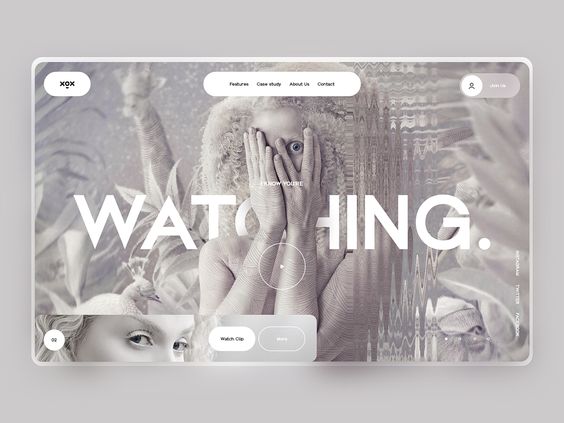 xox
Features Case study About Us Contact
Join Us
I KNOW YOU'RE
WATCHING.
INSTAGRAM TWITTER FACEBOOK
02
Watch Clip
More